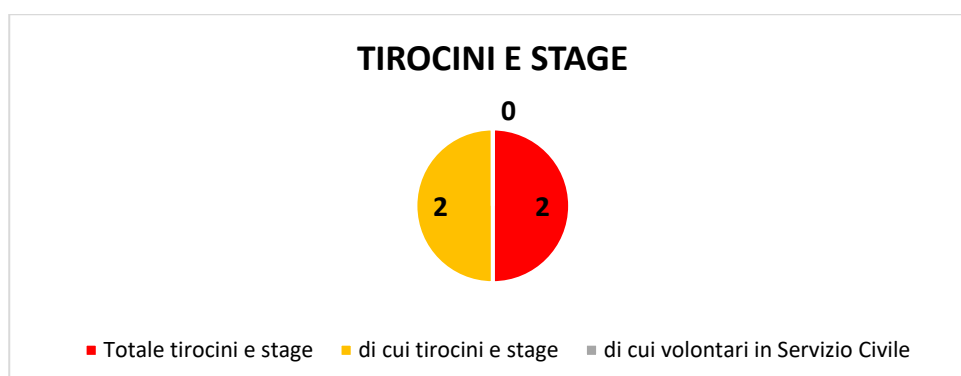 TIROCINI E STAGE
0
2 2
Totale tirocini e stage di cui tirocini e stage di cui volontari in Servizio Civile